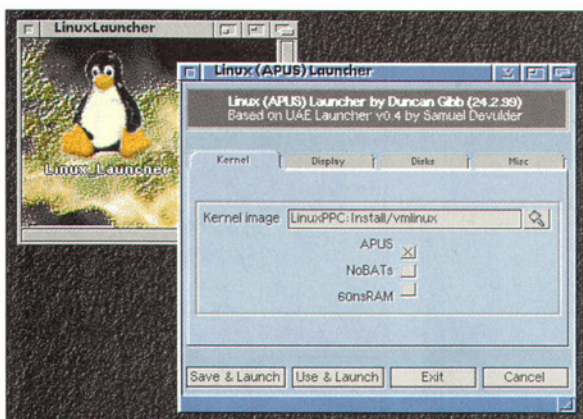 LinuxLauncher
Linux_Launcher
Linux (APUS) Launcher
Linux (APUS) Launcher by Duncan Gibb (24.2.99)
Based on UAE Launcher v0.4 by Samuel Devulder
Kernel
Display
Disks
Misc
Kernel image
LinuxPPC:Install/vmlinux
APUS
NoBATs
60nsRAM
Save & Launch
Use & Launch
Exit
Cancel